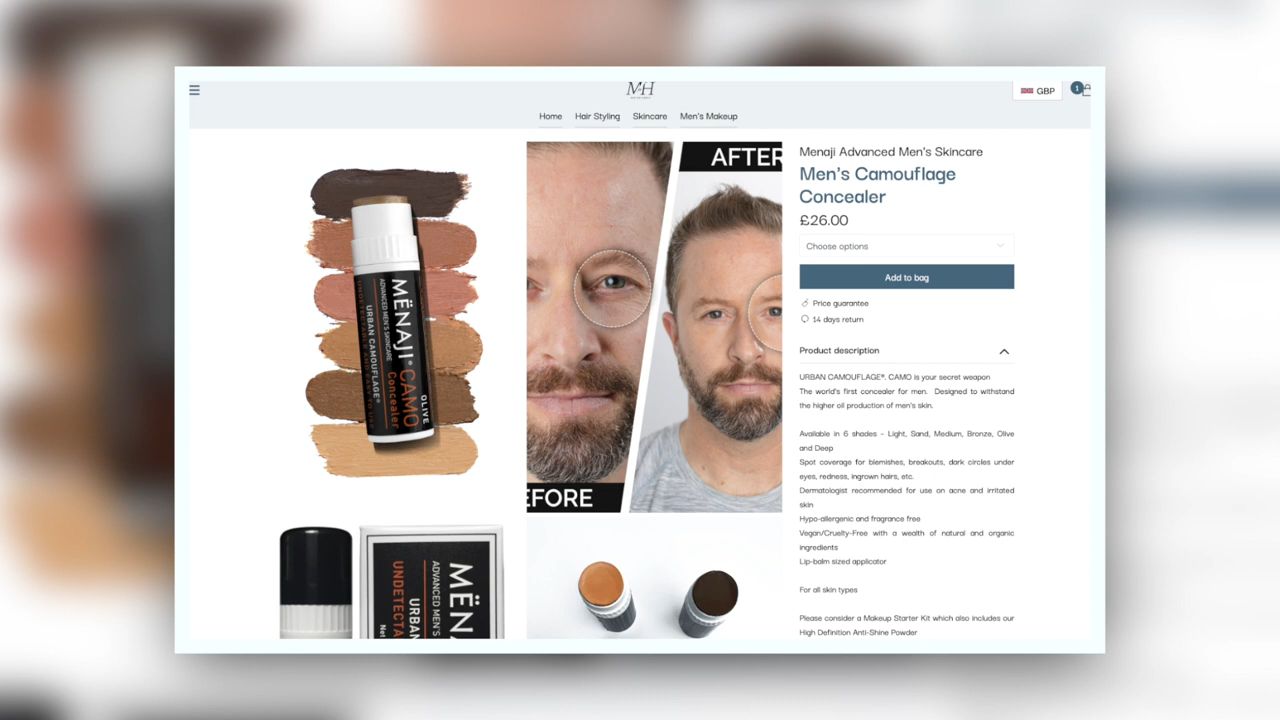 MH
GBP
1
Home
Hair Styling
Skincare
Men's Makeup
MËNAJI®
ADVANCED MEN'S SKINCARE
URBAN CAMOUFLAGE®
CAMO
Concealer
OLIVE
AFTER
EFORE
MËNA
ADVANCED MEN'S
URBAN
UNDETECTA
Net
Menaji Advanced Men's Skincare
Men's Camouflage
Concealer
£26.00
Choose options
Add to bag
Price guarantee
14 days return
Product description
URBAN CAMOUFLAGE®. CAMO is your secret weapon
The world's first concealer for men. Designed to withstand
the higher oil production of men's skin.
Available in 6 shades - Light, Sand, Medium, Bronze, Olive
and Deep
Spot coverage for blemishes, breakouts, dark circles under
eyes, redness, ingrown hairs, etc.
Dermatologist recommended for use on acne and irritated
skin
Hypo-allergenic and fragrance free
Vegan/Cruelty-Free with a wealth of natural and organic
ingredients
Lip-balm sized applicator
For all skin types
Please consider a Makeup Starter Kit which also includes our
High Definition Anti-Shine Powder